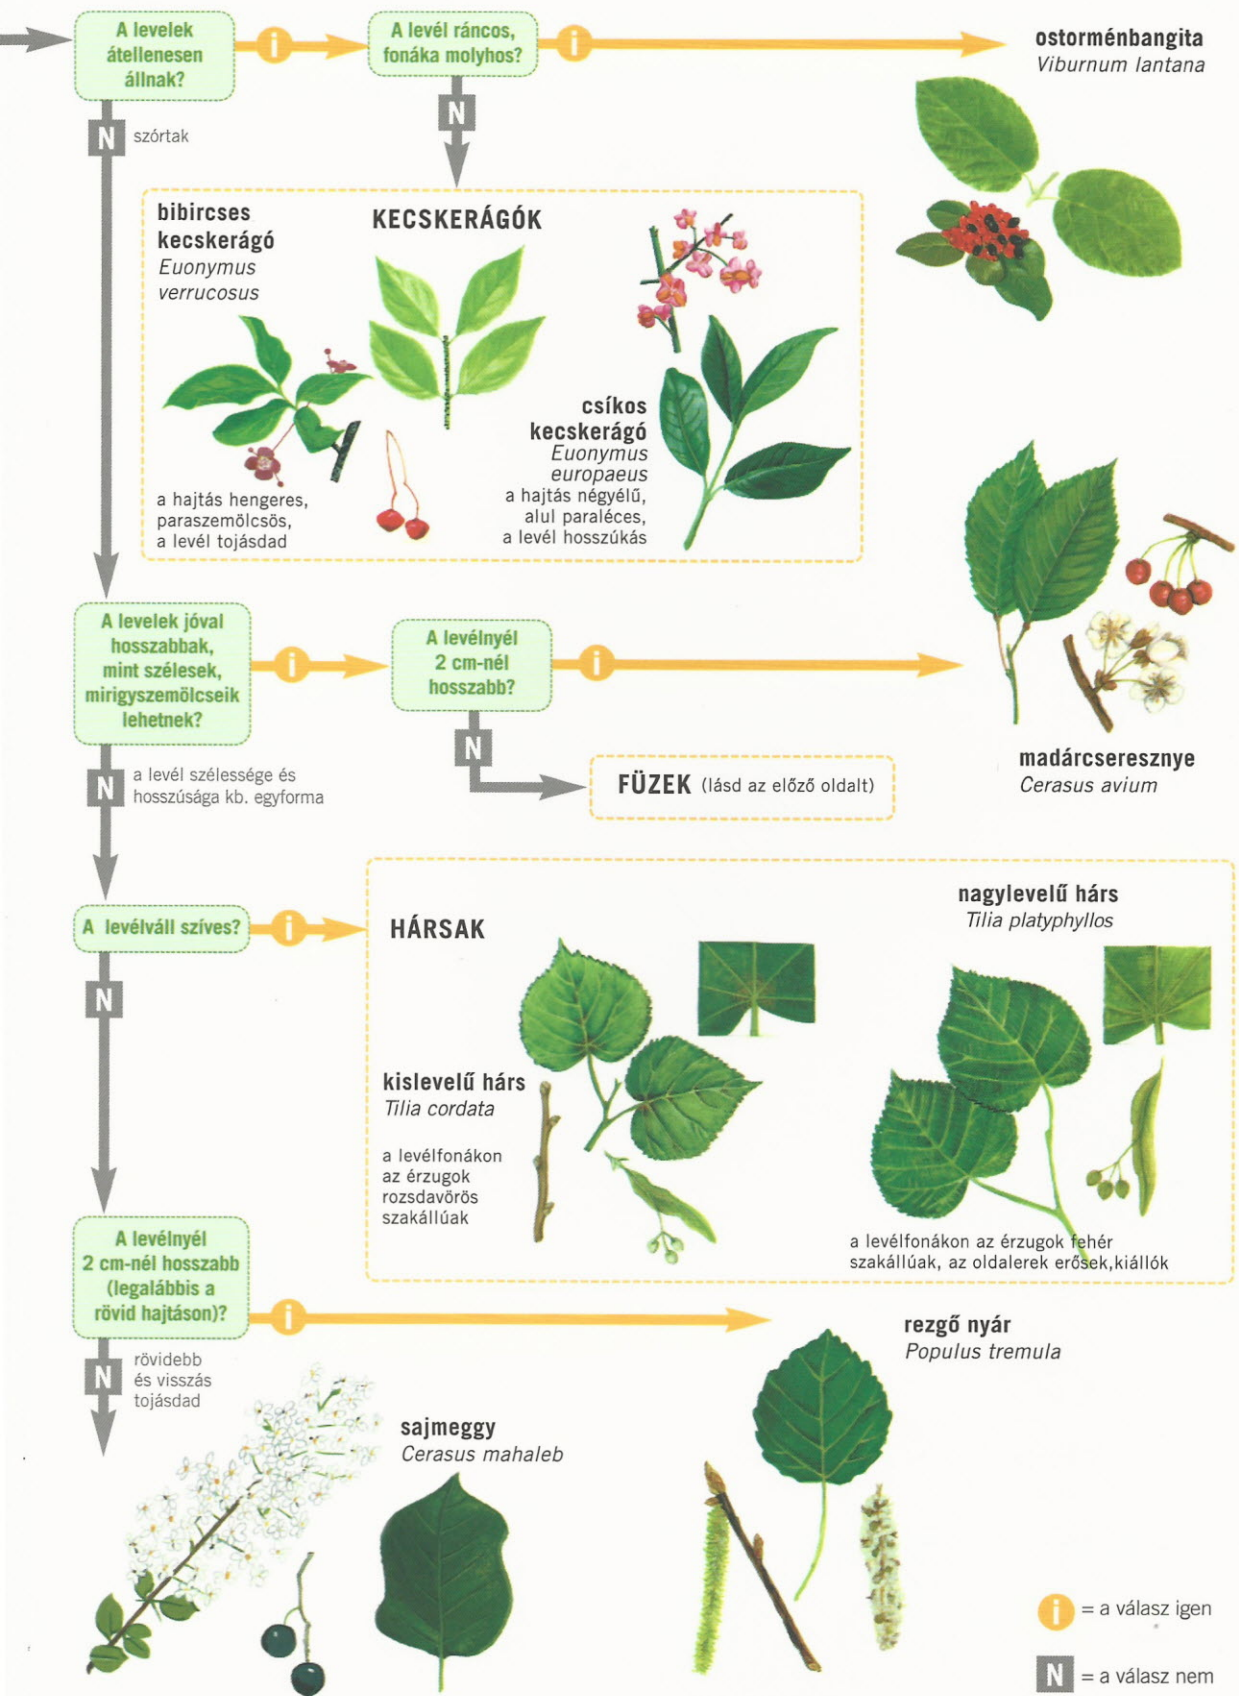 A levelek
átellenesen
állnak?
i
A levél ráncos,
fonáka molyhos?
i
ostorménbangita
Viburnum lantana
N
szórtak
N
bibircses
kecskerágó
Euonymus
verrucosus
KECSKERÁGÓK
a hajtás hengeres,
paraszemölcsös,
a levél tojásdad
csíkos
kecskerágó
Euonymus
europaeus
a hajtás négyélű,
alul paraléces,
a levél hosszúkás
A levelek jóval
hosszabbak,
mint szélesek,
mirigyszemölcseik
lehetnek?
i
A levélnyél
2 cm-nél
hosszabb?
i
madárcseresznye
Cerasus avium
N
a levél szélessége és
hosszúsága kb. egyforma
N
FÜZEK (lásd az előző oldalt)
A levélváll szíves?
i
HÁRSAK
nagylevelű hárs
Tilia platyphyllos
N
kislevelű hárs
Tilia cordata
a levélfonákon
az érzugok
rozsdavörös
szakállúak
a levélfonákon az érzugok fehér
szakállúak, az oldalerek erősek,kiállók
A levélnyél
2 cm-nél hosszabb
(legalábbis a
rövid hajtáson)?
i
rezgő nyár
Populus tremula
N
rövidebb
és visszás
tojásdad
sajmeggy
Cerasus mahaleb
i = a válasz igen
N = a válasz nem